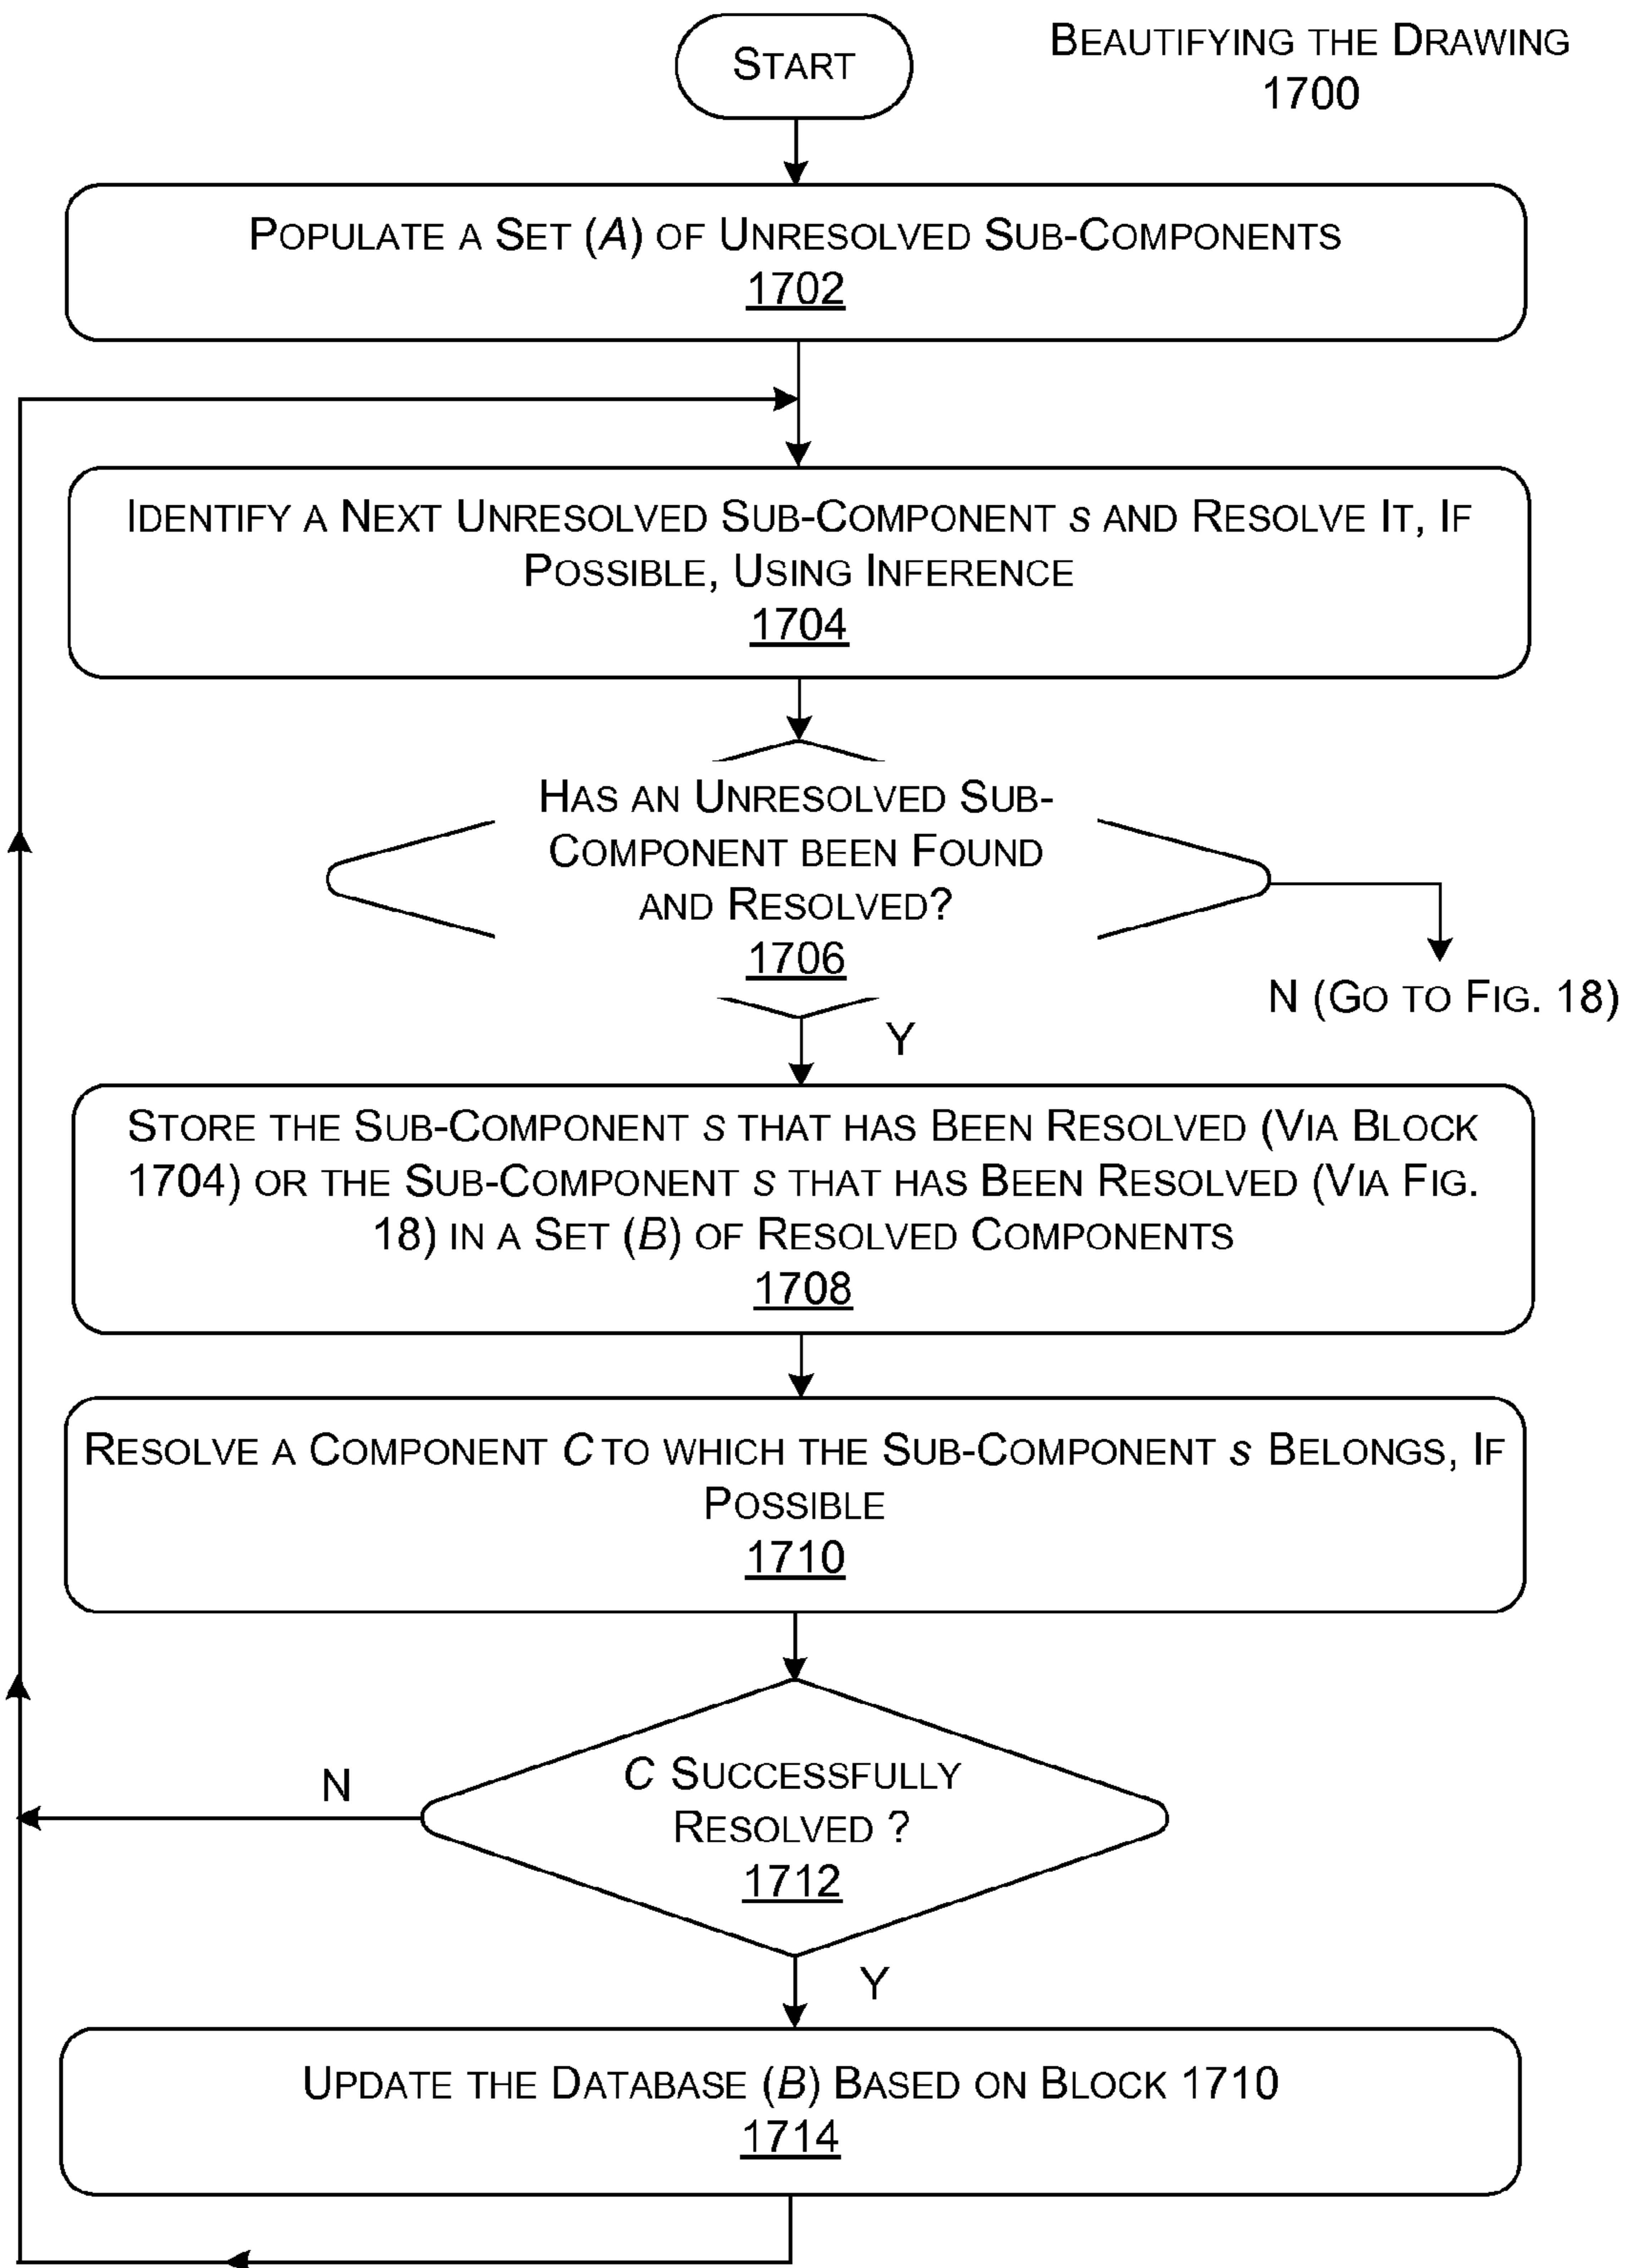 START
BEAUTIFYING THE DRAWING
1700
POPULATE A SET (A) OF UNRESOLVED SUB-COMPONENTS
1702
IDENTIFY A NEXT UNRESOLVED SUB-COMPONENT s AND RESOLVE IT, IF
POSSIBLE, USING INFERENCE
1704
HAS AN UNRESOLVED SUB-
COMPONENT BEEN FOUND
AND RESOLVED?
1706
N (GO TO FIG. 18)
Y
STORE THE SUB-COMPONENT s THAT HAS BEEN RESOLVED (VIA BLOCK
1704) OR THE SUB-COMPONENT s THAT HAS BEEN RESOLVED (VIA FIG.
18) IN A SET (B) OF RESOLVED COMPONENTS
1708
RESOLVE A COMPONENT C TO WHICH THE SUB-COMPONENT s BELONGS, IF
POSSIBLE
1710
N
C SUCCESSFULLY
RESOLVED ?
1712
Y
UPDATE THE DATABASE (B) BASED ON BLOCK 1710
1714